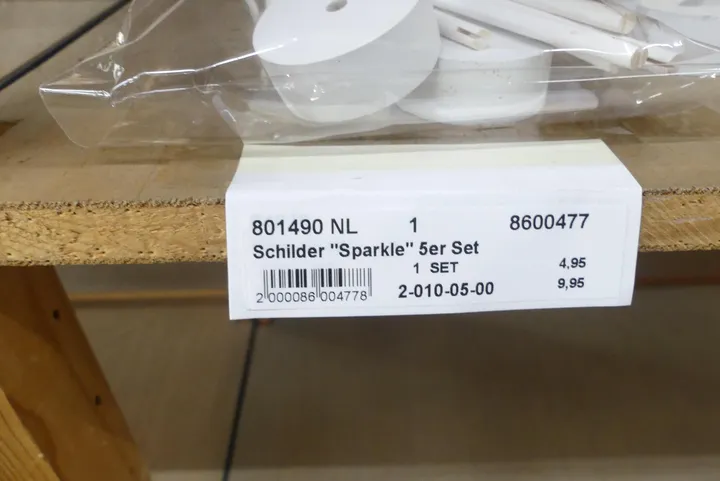 801490 NL 1 8600477
Schilder "Sparkle" 5er Set
1 SET 4,95
2 000086 004778 2-010-05-00 9,95